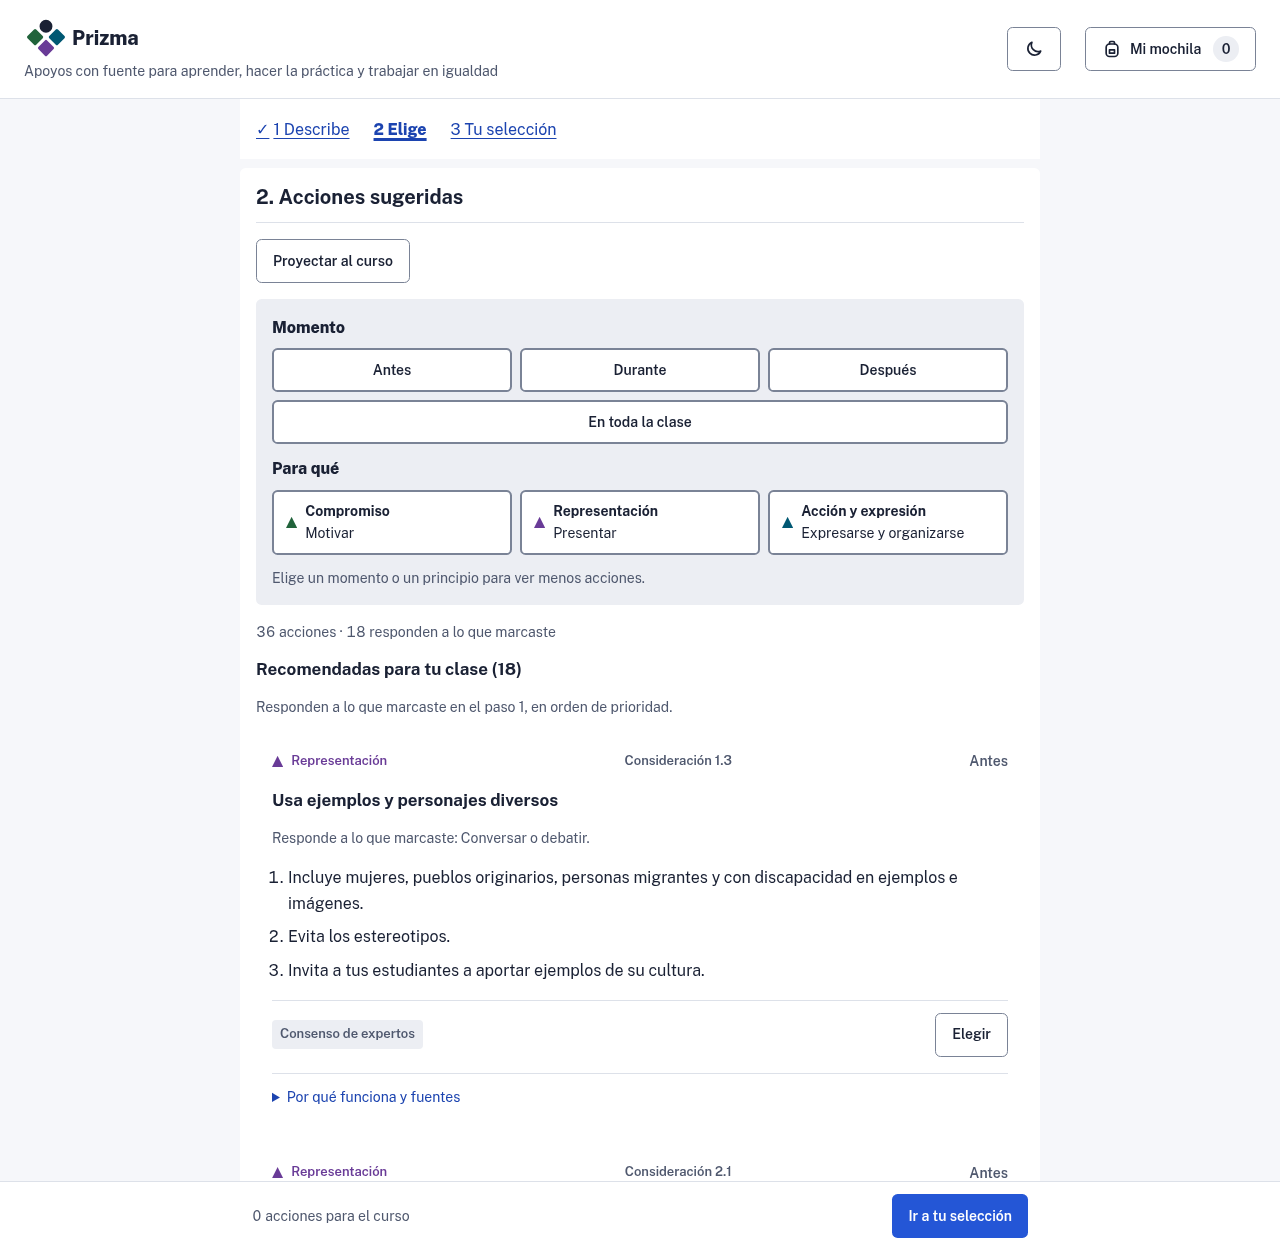 Prizma
Apoyos con fuente para aprender, hacer la práctica y trabajar en igualdad
Mi mochila 0
✓ 1 Describe 2 Elige 3 Tu selección
2. Acciones sugeridas
Proyectar al curso
Momento
Antes Durante Después
En toda la clase
Para qué
Compromiso Representación Acción y expresión
Motivar Presentar Expresarse y organizarse
Elige un momento o un principio para ver menos acciones.
36 acciones · 18 responden a lo que marcaste
Recomendadas para tu clase (18)
Responden a lo que marcaste en el paso 1, en orden de prioridad.
Representación Consideración 1.3 Antes
Usa ejemplos y personajes diversos
Responde a lo que marcaste: Conversar o debatir.
1. Incluye mujeres, pueblos originarios, personas migrantes y con discapacidad en ejemplos e
imágenes.
2. Evita los estereotipos.
3. Invita a tus estudiantes a aportar ejemplos de su cultura.
Consenso de expertos Elegir
Por qué funciona y fuentes
Representación Consideración 2.1 Antes
0 acciones para el curso Ir a tu selección